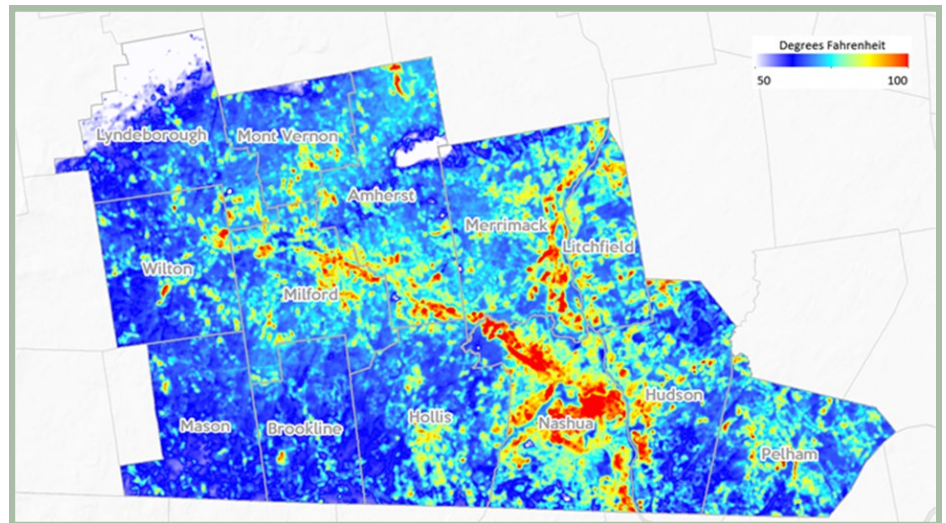 Degrees Fahrenheit
50 100
Lyndeborough
Mont Vernon
Amherst
Merrimack
Litchfield
Wilton
Milford
Hudson
Hollis
Nashua
Mason
Brookline
Pelham